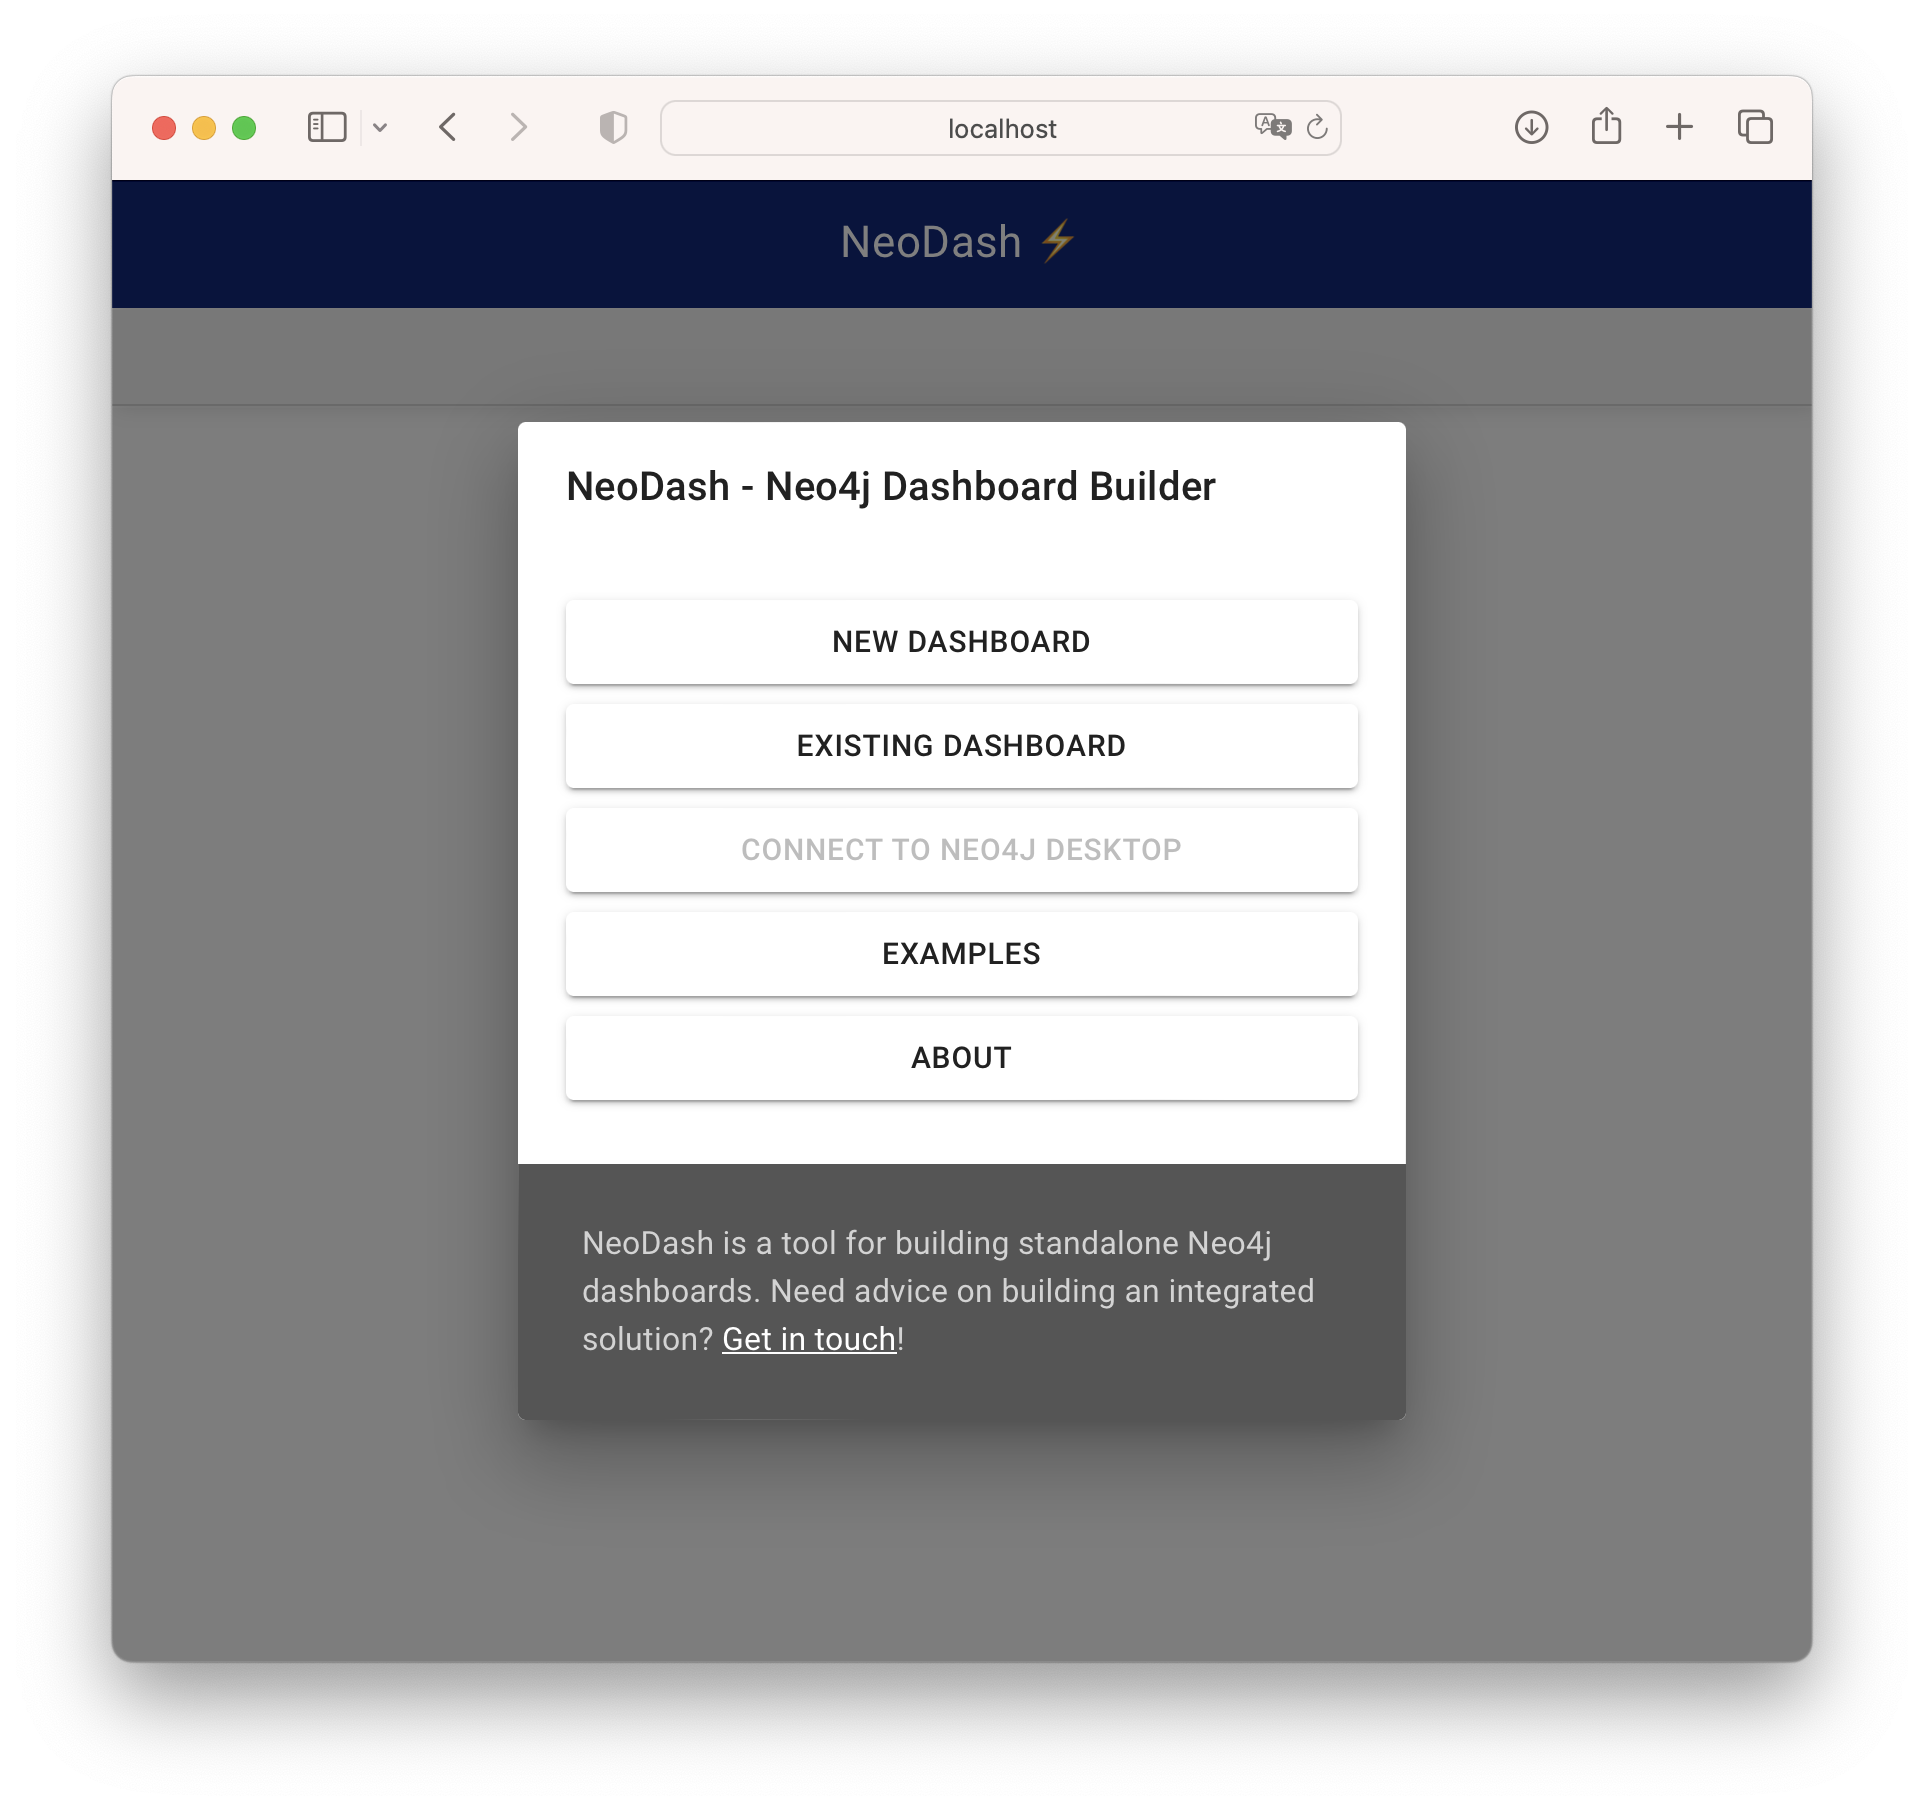 localhost
NeoDash ⚡
NeoDash - Neo4j Dashboard Builder
NEW DASHBOARD
EXISTING DASHBOARD
CONNECT TO NEO4J DESKTOP
EXAMPLES
ABOUT
NeoDash is a tool for building standalone Neo4j
dashboards. Need advice on building an integrated
solution? Get in touch!